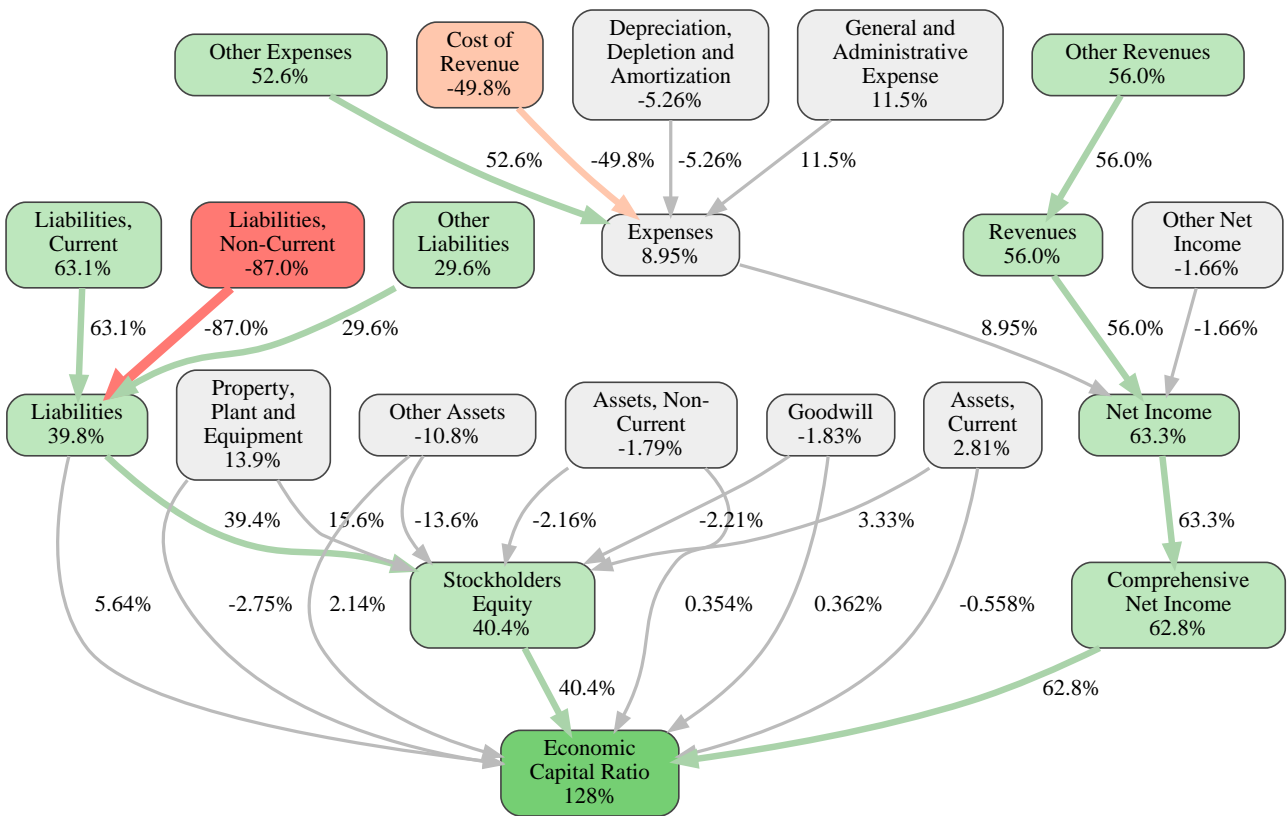 Other Expenses
52.6%
Cost of
Revenue
-49.8%
Depreciation,
Depletion and
Amortization
-5.26%
General and
Administrative
Expense
11.5%
Other Revenues
56.0%
52.6%
-49.8%
-5.26%
11.5%
56.0%
Liabilities,
Current
63.1%
Liabilities,
Non-Current
-87.0%
Other
Liabilities
29.6%
Expenses
8.95%
Revenues
56.0%
Other Net
Income
-1.66%
63.1%
-87.0%
29.6%
8.95%
56.0%
-1.66%
Liabilities
39.8%
Property,
Plant and
Equipment
13.9%
Other Assets
-10.8%
Assets, Non-
Current
-1.79%
Goodwill
-1.83%
Assets,
Current
2.81%
Net Income
63.3%
39.4%
15.6%
-13.6%
-2.16%
-2.21%
3.33%
63.3%
5.64%
-2.75%
2.14%
Stockholders
Equity
40.4%
0.354%
0.362%
-0.558%
Comprehensive
Net Income
62.8%
40.4%
62.8%
Economic
Capital Ratio
128%